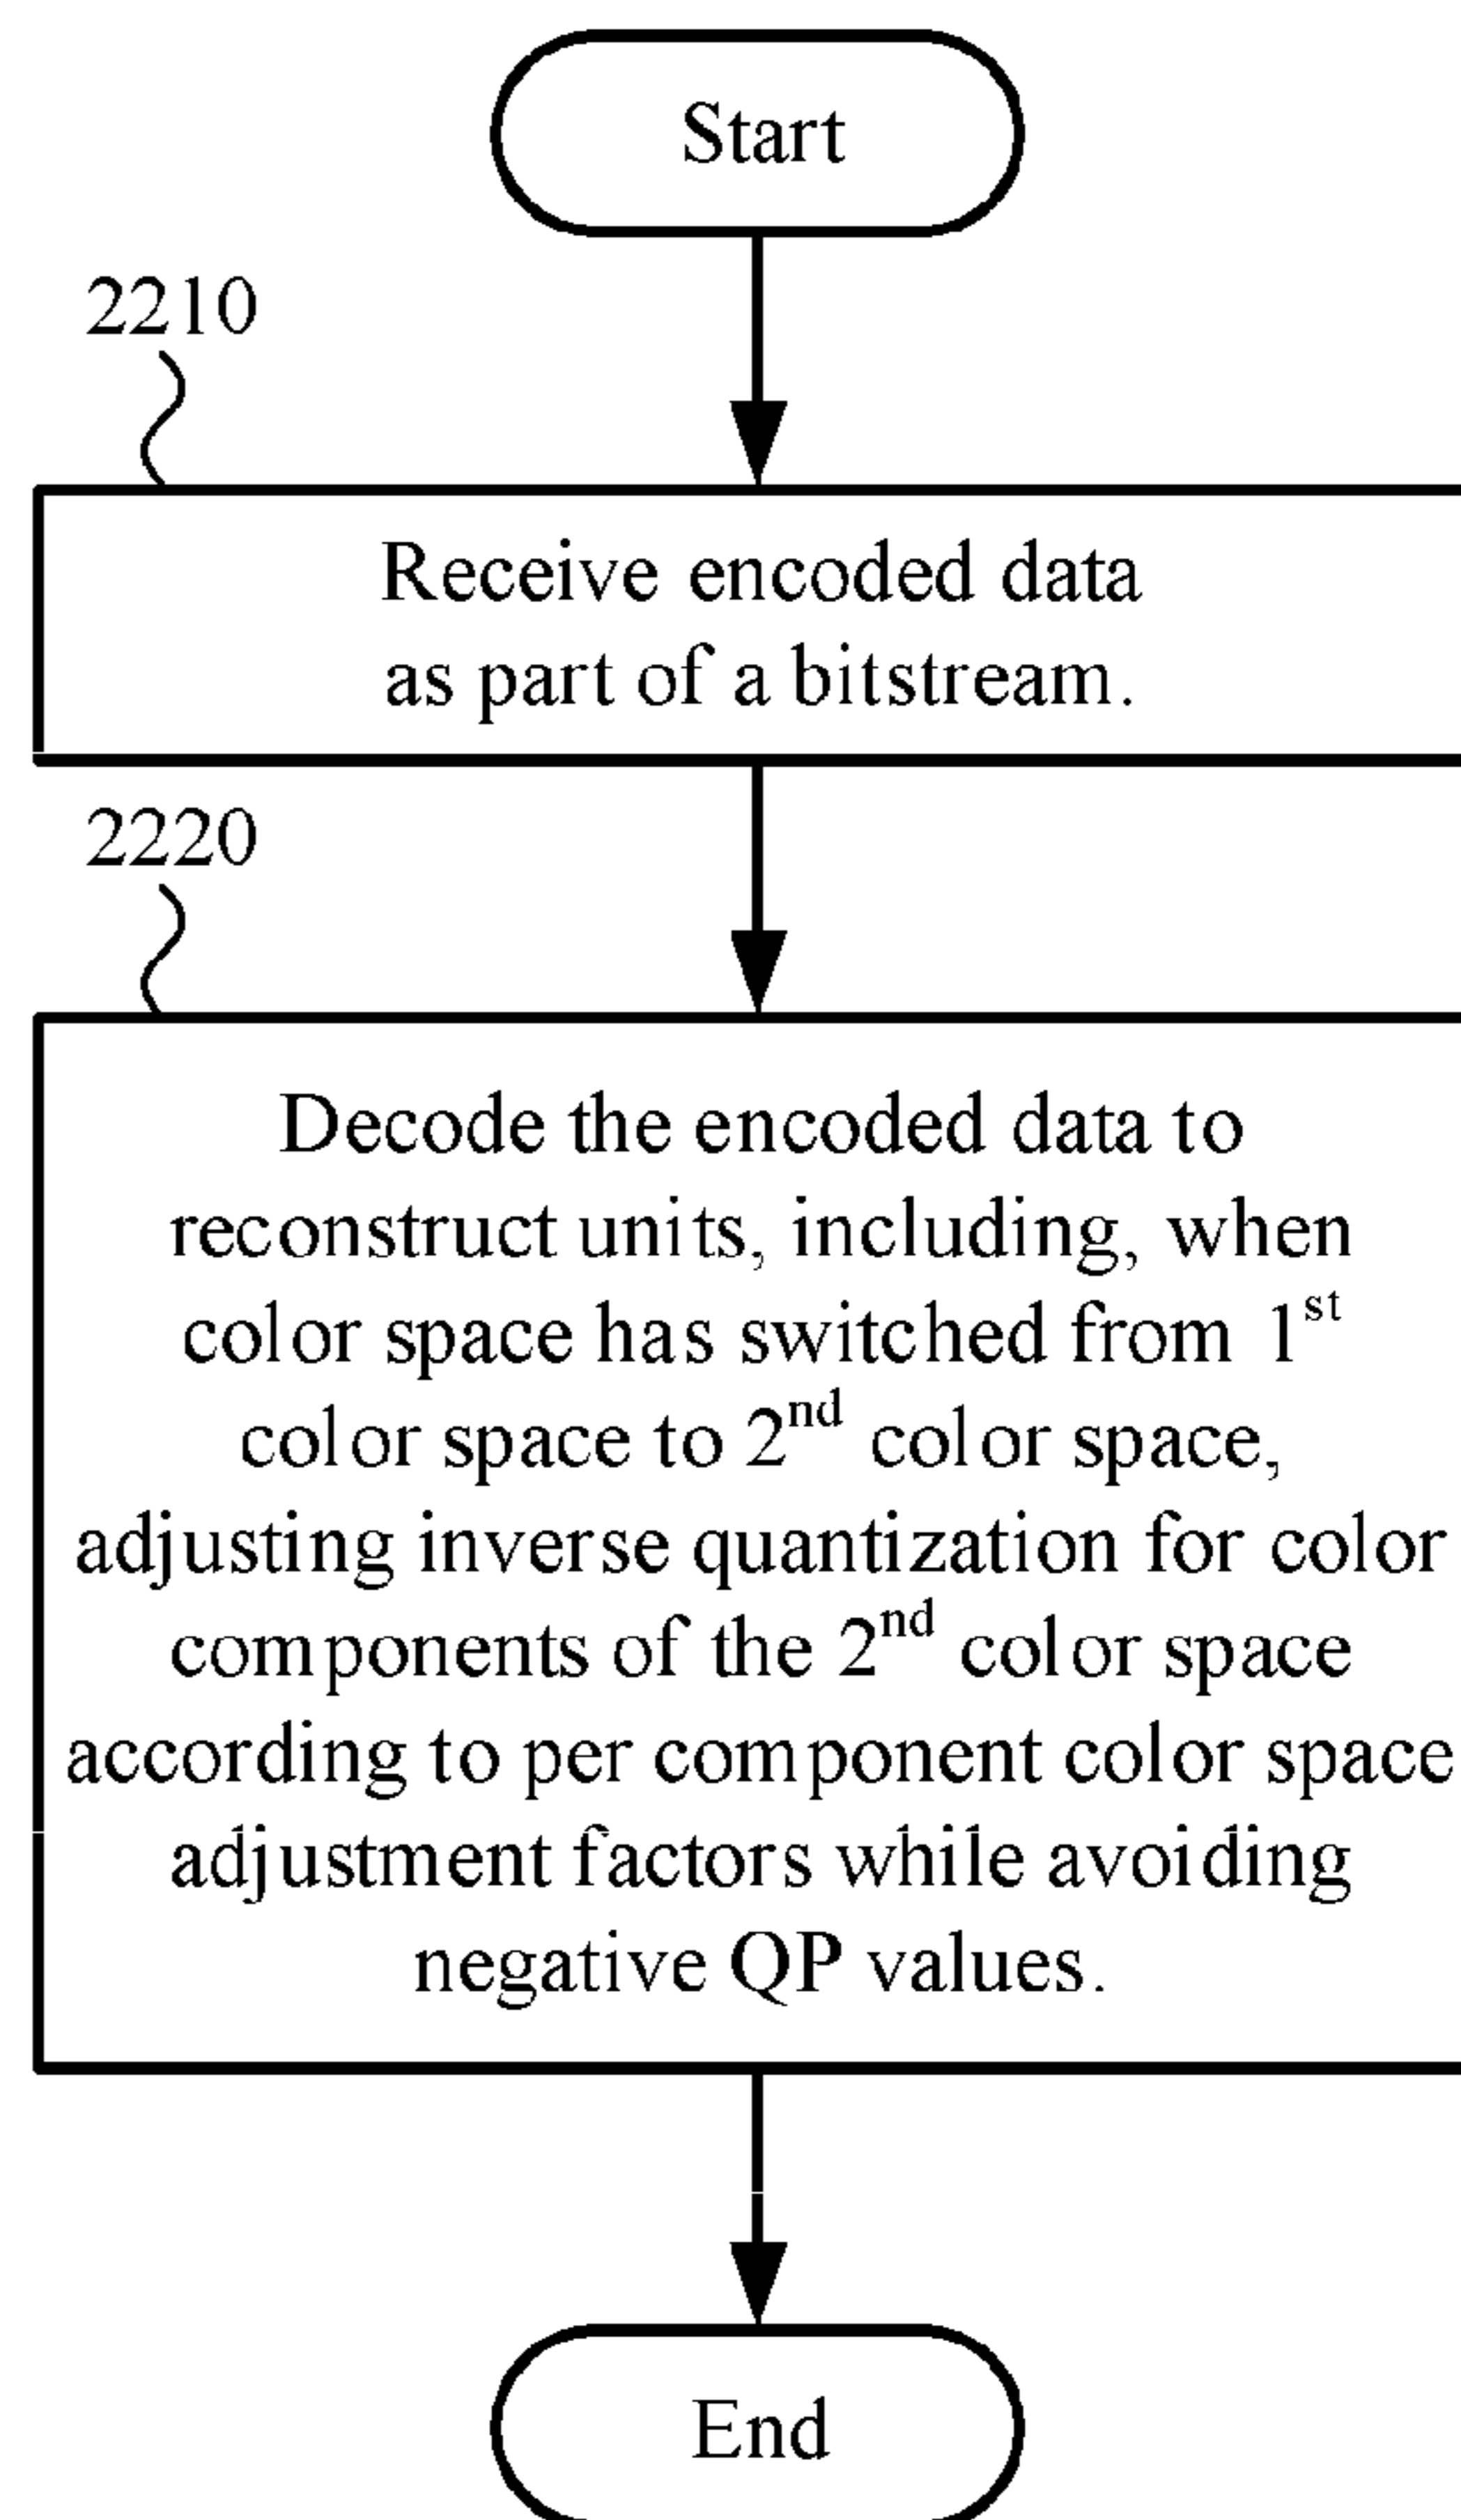 Start
2210
Receive encoded data
as part of a bitstream.
2220
Decode the encoded data to
reconstruct units, including, when
color space has switched from 1st
color space to 2nd color space,
adjusting inverse quantization for color
components of the 2nd color space
according to per component color space
adjustment factors while avoiding
negative QP values.
End